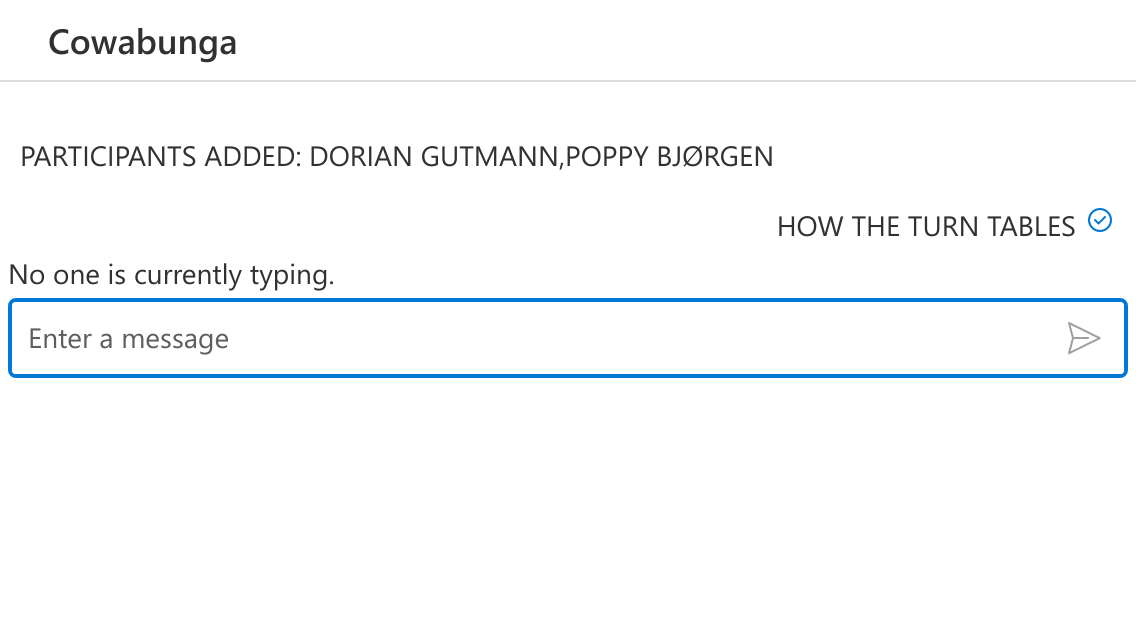 Cowabunga
PARTICIPANTS ADDED: DORIAN GUTMANN,POPPY BJØRGEN
HOW THE TURN TABLES
No one is currently typing.
Enter a message